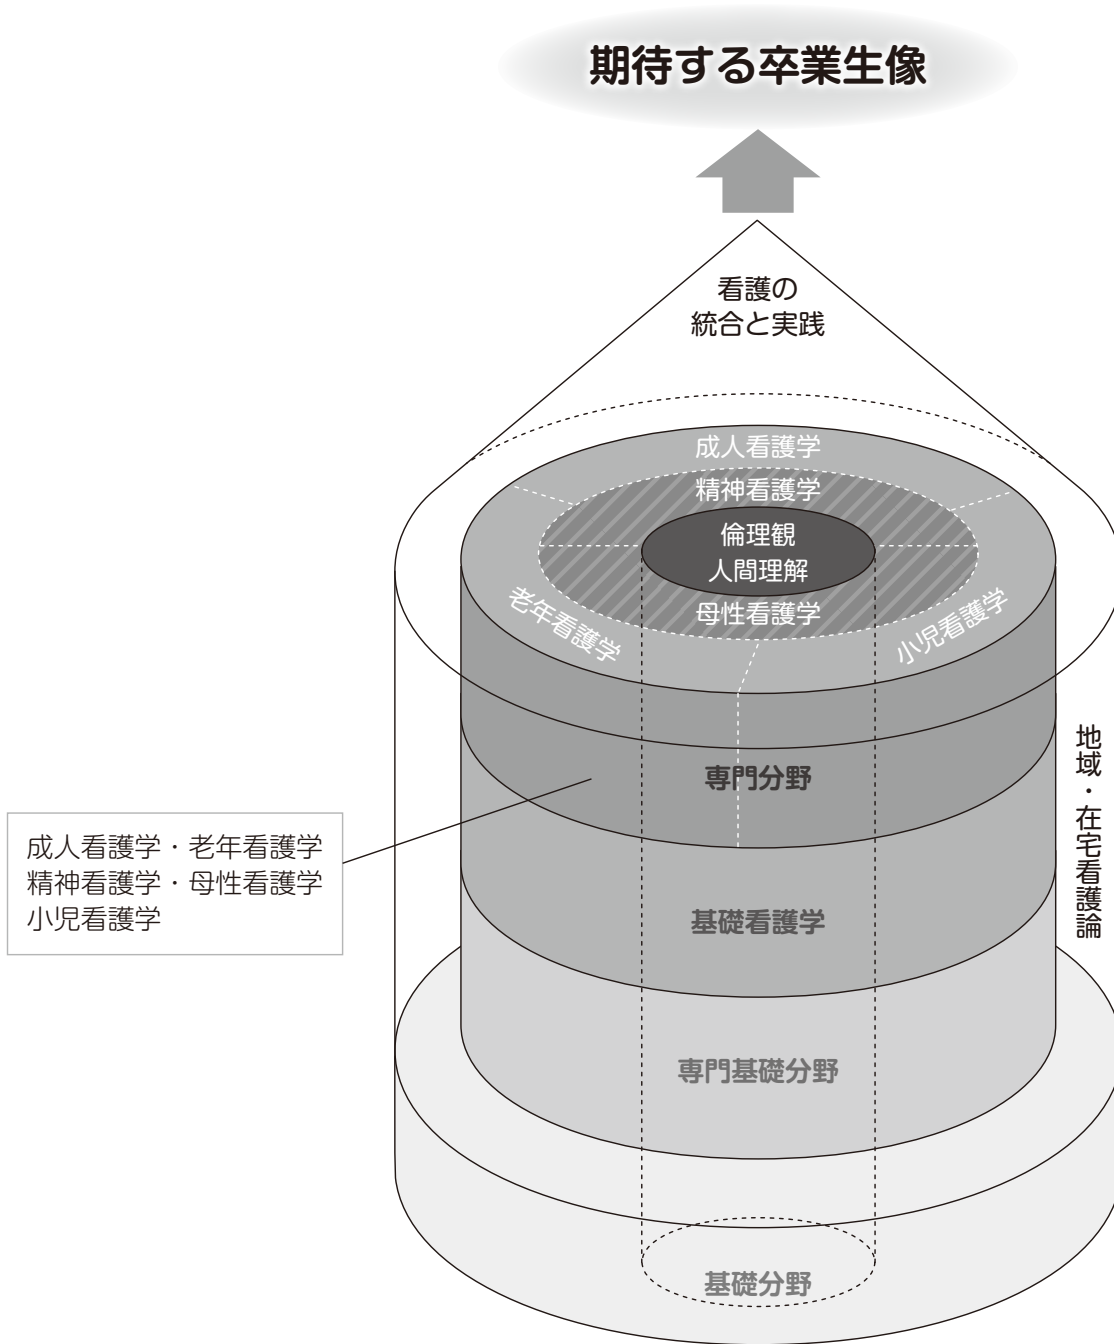 期待する卒業生像
看護の
統合と実践
成人看護学
精神看護学
倫理観
人間理解
母性看護学
老年看護学
小児看護学
専門分野
地域・在宅看護論
成人看護学・老年看護学
精神看護学・母性看護学
小児看護学
基礎看護学
専門基礎分野
基礎分野